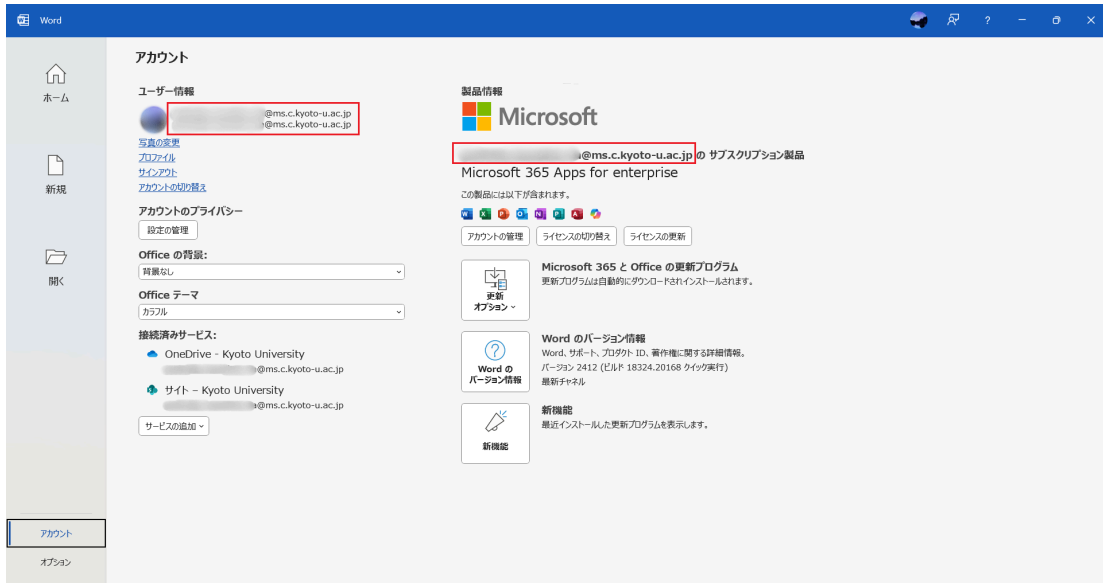 Word
?
ホーム
新規
開く
アカウント
オプション
アカウント
ユーザー情報
@ms.c.kyoto-u.ac.jp
@ms.c.kyoto-u.ac.jp
写真の変更
プロファイル
サインアウト
アカウントの切り替え
アカウントのプライバシー
設定の管理
Office の背景:
背景なし
Office テーマ
カラフル
接続済みサービス:
OneDrive - Kyoto University
@ms.c.kyoto-u.ac.jp
サイト – Kyoto University
@ms.c.kyoto-u.ac.jp
サービスの追加
製品情報
Microsoft
@ms.c.kyoto-u.ac.jp の サブスクリプション製品
Microsoft 365 Apps for enterprise
この製品には以下が含まれます。
アカウントの管理 ライセンスの切り替え ライセンスの更新
更新
オプション
Microsoft 365 と Office の更新プログラム
更新プログラムは自動的にダウンロードされインストールされます。
Word の
バージョン情報
Word のバージョン情報
Word、サポート、プロダクト ID、著作権に関する詳細情報。
バージョン 2412 (ビルド 18324.20168 クイック実行)
最新チャネル
新機能
新機能
最近インストールした更新プログラムを表示します。